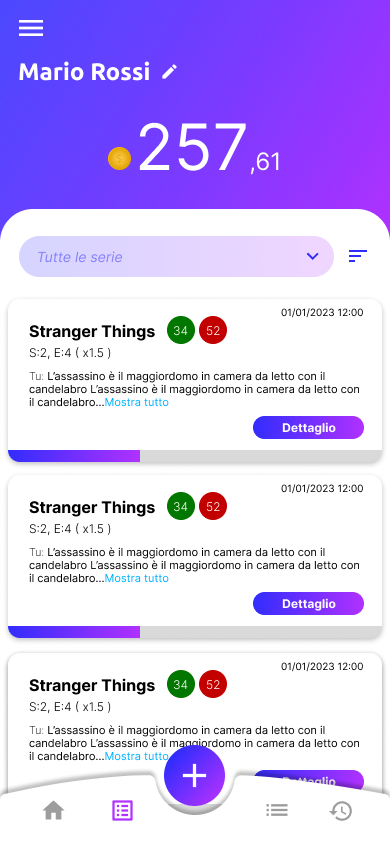 Mario Rossi
257,61
Tutte le serie
01/01/2023 12:00
Stranger Things 34 52
S:2, E:4 ( x1.5 )
Tu: L'assassino è il maggiordomo in camera da letto con il
candelabro L'assassino è il maggiordomo in camera da letto con
il candelabro...Mostra tutto
Dettaglio
01/01/2023 12:00
Stranger Things 34 52
S:2, E:4 ( x1.5 )
Tu: L'assassino è il maggiordomo in camera da letto con il
candelabro L'assassino è il maggiordomo in camera da letto con
il candelabro...Mostra tutto
Dettaglio
01/01/2023 12:00
Stranger Things 34 52
S:2, E:4 ( x1.5 )
Tu: L'assassino è il maggiordomo in camera da letto con il
candelabro L'assassino è il maggiordomo in camera da letto con
il candelabro...Mostra tutto